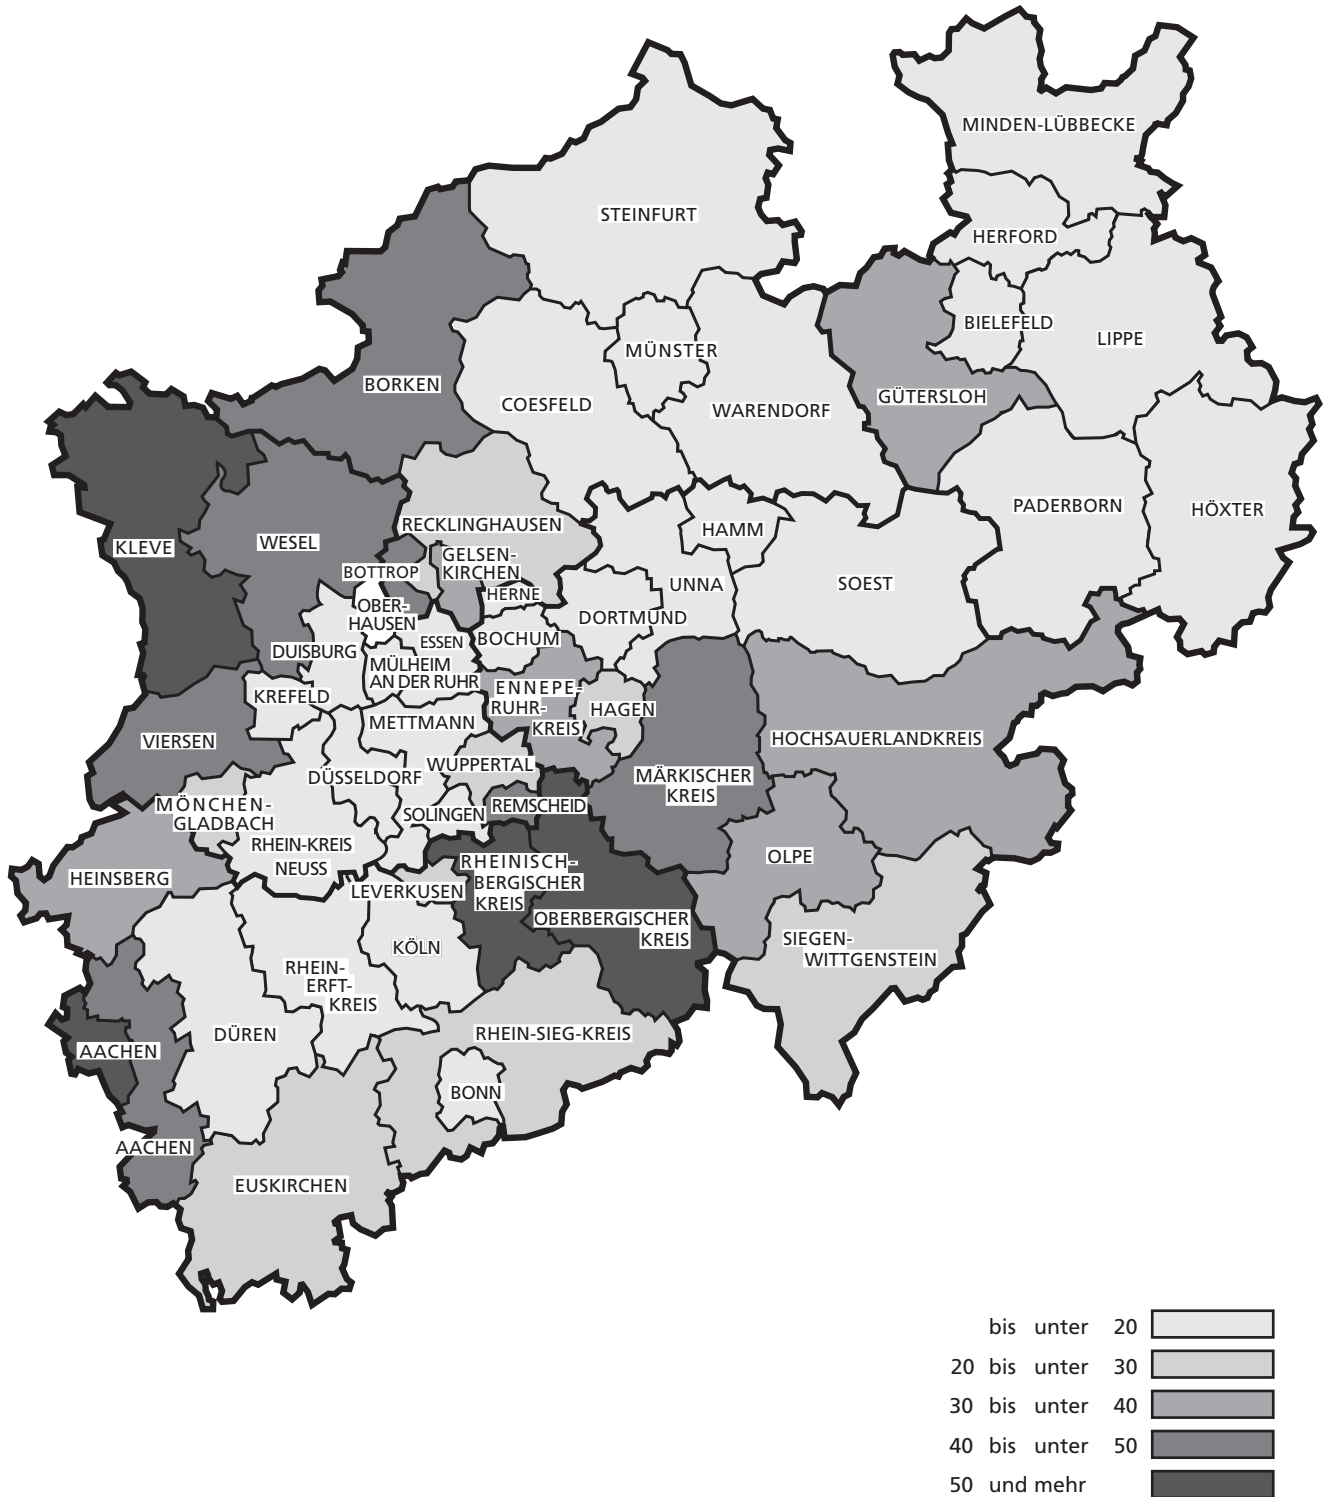 MINDEN-LÜBBECKE
STEINFURT
HERFORD
BIELEFELD
LIPPE
MÜNSTER
BORKEN
GÜTERSLOH
COESFELD
WARENDORF
PADERBORN
HÖXTER
RECKLINGHAUSEN
HAMM
KLEVE
WESEL
GELSEN-
KIRCHEN
BOTTROP
UNNA
SOEST
HERNE
OBER-
HAUSEN
DORTMUND
ESSEN
BOCHUM
DUISBURG
MÜLHEIM
AN DER RUHR
KREFELD
ENNEPE-
RUHR-
KREIS
HAGEN
METTMANN
VIERSEN
HOCHSAUERLANDKREIS
WUPPERTAL
DÜSSELDORF
MÄRKISCHER
KREIS
MÖNCHEN-
GLADBACH
REMSCHEID
SOLINGEN
RHEIN-KREIS
NEUSS
OLPE
RHEINISCH-
BERGISCHER
KREIS
HEINSBERG
LEVERKUSEN
OBERBERGISCHER
KREIS
KÖLN
SIEGEN-
WITTGENSTEIN
RHEIN-
ERFT-
KREIS
DÜREN
RHEIN-SIEG-KREIS
AACHEN
BONN
AACHEN
EUSKIRCHEN
bis unter 20
20 bis unter 30
30 bis unter 40
40 bis unter 50
50 und mehr